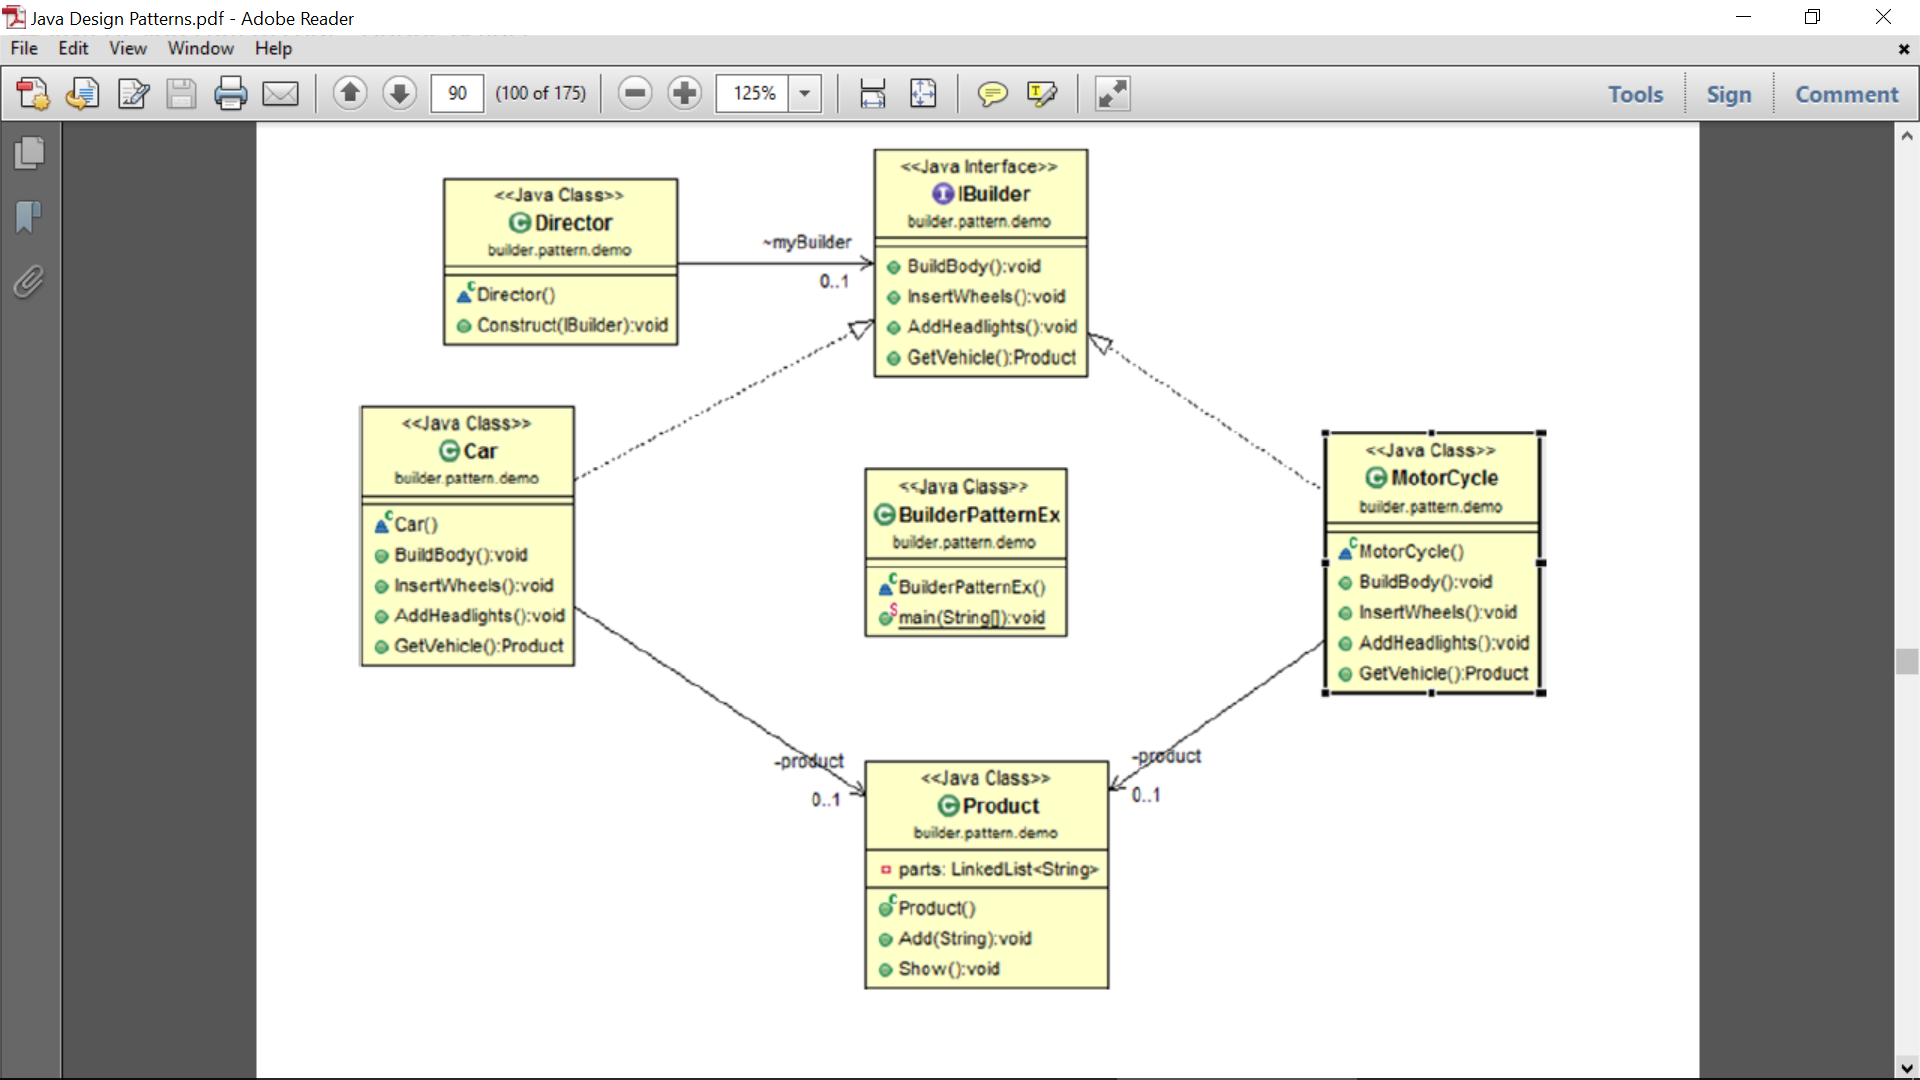 Java Design Patterns.pdf - Adobe Reader
File Edit View Window Help
90 (100 of 175) 125% Tools Sign Comment
<<Java Class>>
Director
builder.pattern.demo
Director()
Construct(IBuilder):void
~myBuilder
0..1
<<Java Interface>>
IBuilder
builder.pattern.demo
BuildBody():void
InsertWheels():void
AddHeadlights():void
GetVehicle():Product
<<Java Class>>
Car
builder.pattern.demo
Car()
BuildBody():void
InsertWheels():void
AddHeadlights():void
GetVehicle():Product
<<Java Class>>
BuilderPatternEx
builder.pattern.demo
BuilderPatternEx()
main(String[]):void
<<Java Class>>
MotorCycle
builder.pattern.demo
MotorCycle()
BuildBody():void
InsertWheels():void
AddHeadlights():void
GetVehicle():Product
-product
0..1
-product
0..1
<<Java Class>>
Product
builder.pattern.demo
parts: LinkedList<String>
Product()
Add(String):void
Show():void